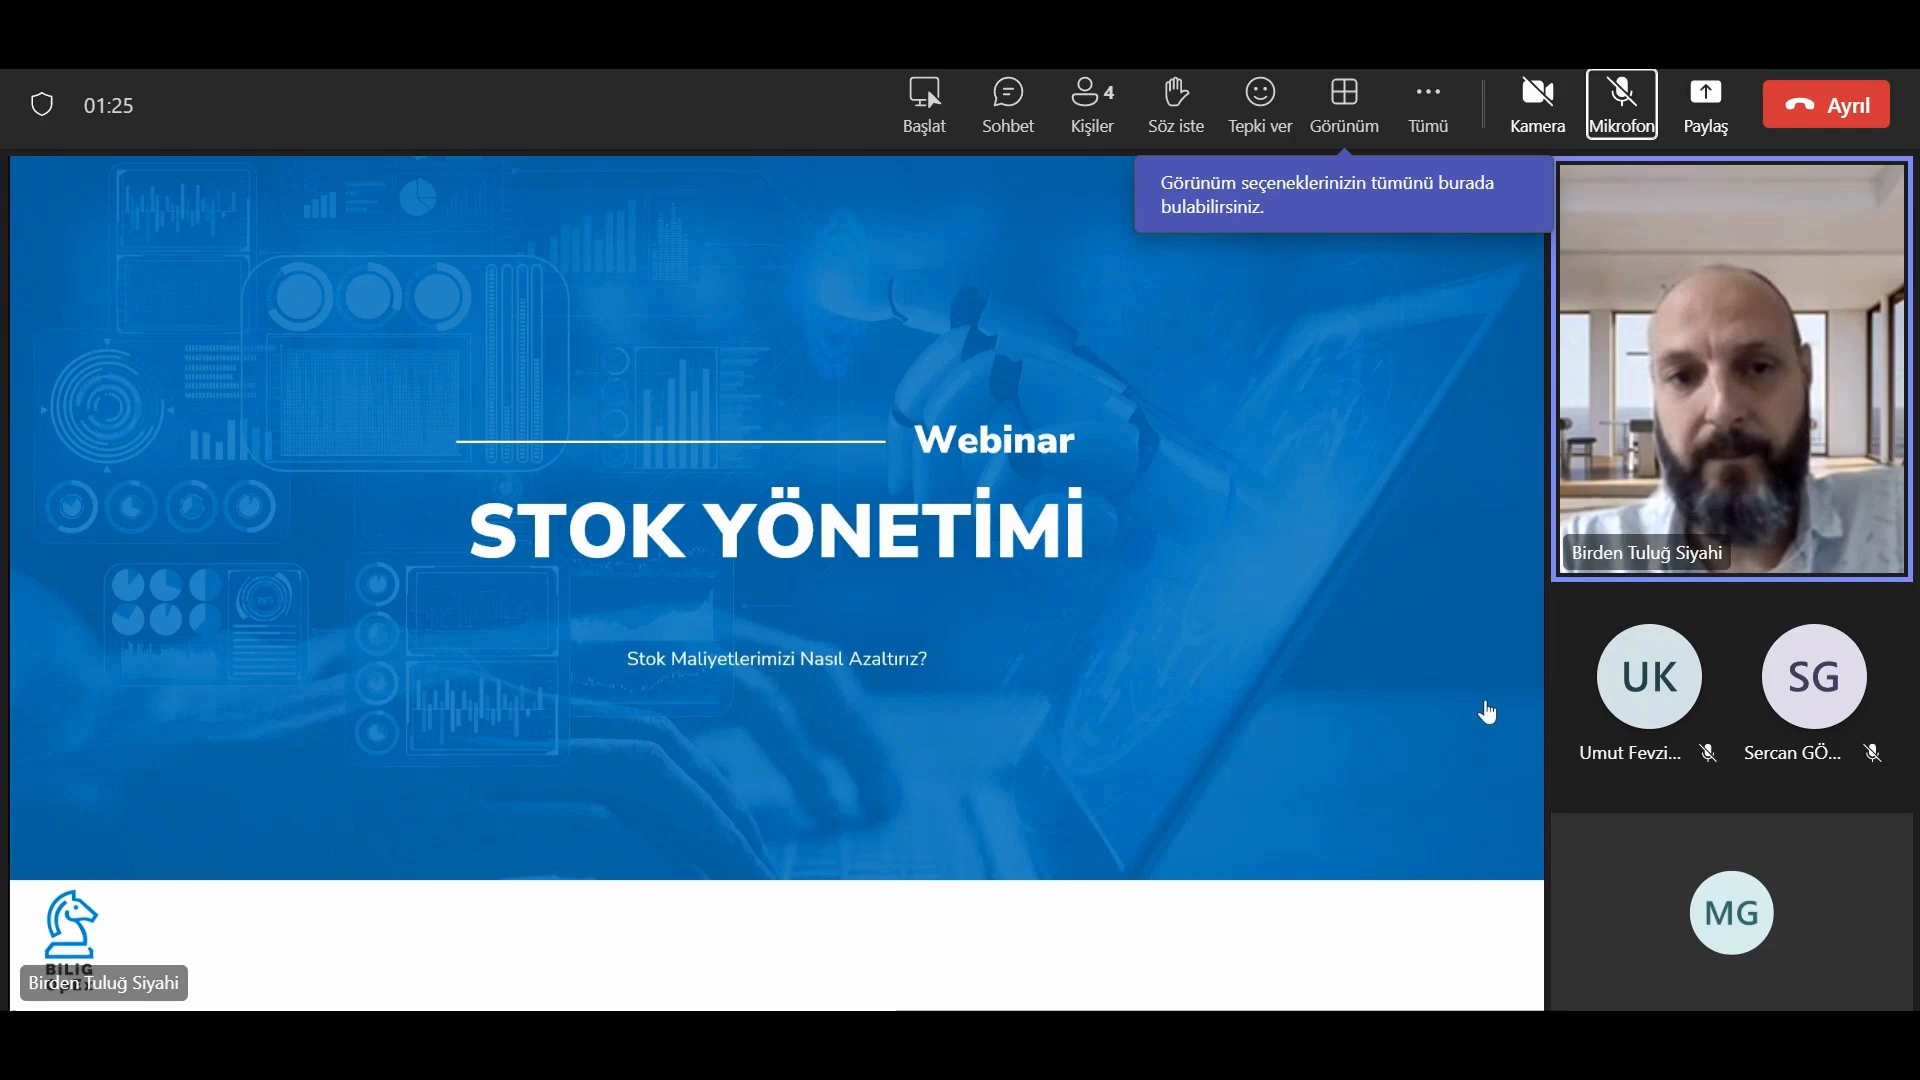 01:25
Başlat
Sohbet
4
Kişiler
Söz iste
Tepki ver
Görünüm
Tümü
Kamera
Mikrofon
Paylaş
Ayrıl
Görünüm seçeneklerinizin tümünü burada
bulabilirsiniz.
Webinar
STOK YÖNETİMİ
Stok Maliyetlerimizi Nasıl Azaltırız?
Birden Tuluğ Siyahi
UK
SG
Umut Fevzi...
Sercan GÖ...
MG
BİLİG
Birden Tuluğ Siyahi